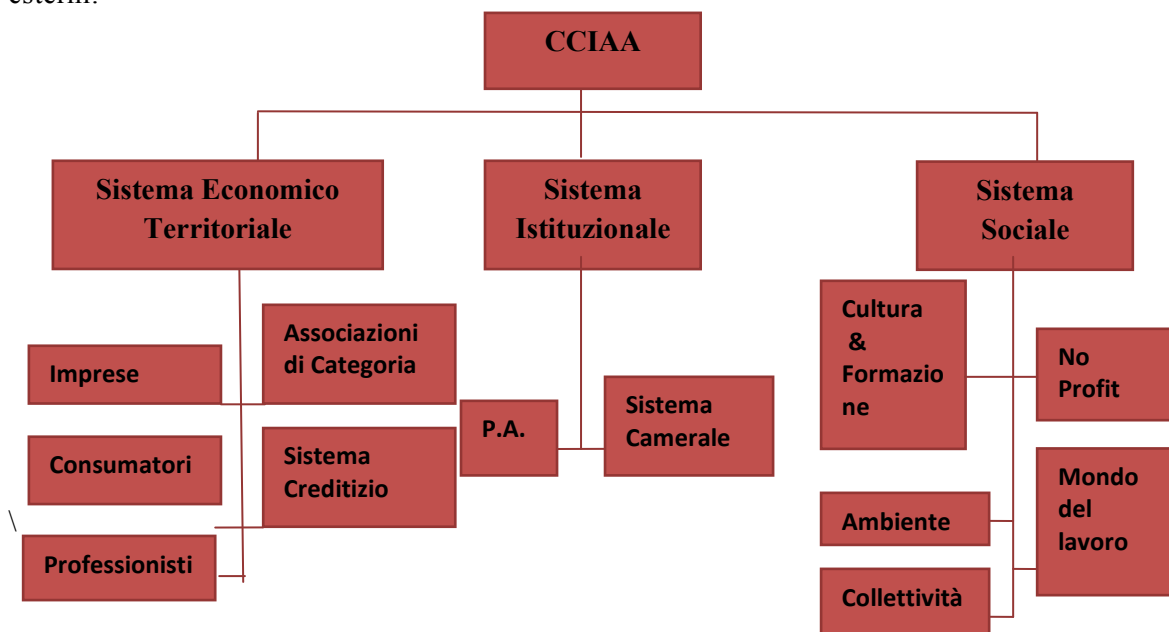 CCIAA
Sistema Economico
Territoriale
Sistema
Istituzionale
Sistema
Sociale
Imprese
Associazioni
di Categoria
Consumatori
Sistema
Creditizio
\
Professionisti
P.A.
Sistema
Camerale
Cultura
&
Formazio
ne
No
Profit
Ambiente
Mondo
del
lavoro
Collettività